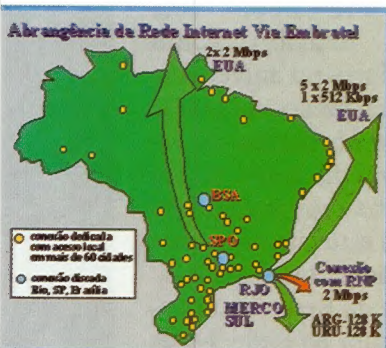 Abrangência da Rede Internet Via Embratel
2x 2 Mbps
EUA
5 x 2 Mbps
1 x 512 Kbps
EUA
BSA
SPO
conexão dedicada
com acesso local
em mais de 60 cidades
conexão discada
Rio, SP, Brasília
RJO
MERCO
SUL
Conexão
com RNP
2 Mbps
ARG-128 K
URU-128 K